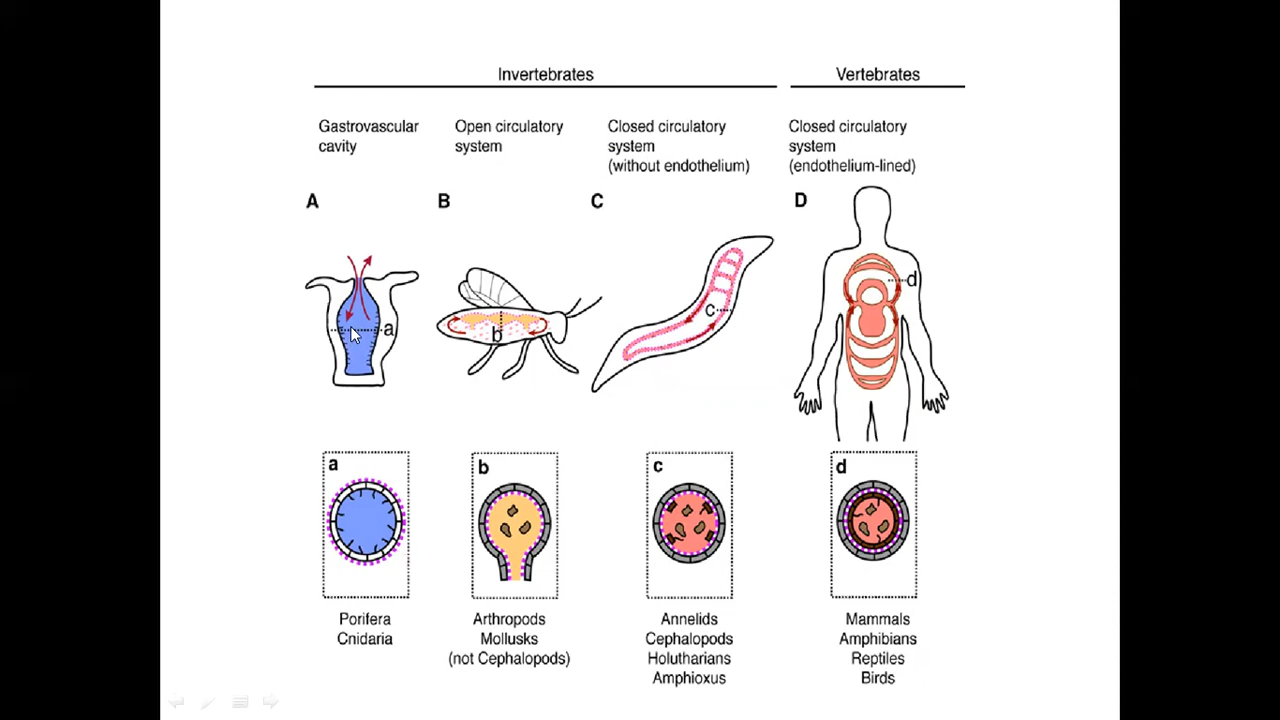 Invertebrates
Vertebrates
Gastrovascular
cavity
Open circulatory
system
Closed circulatory
system
(without endothelium)
Closed circulatory
system
(endothelium-lined)
A
B
C
D
a
b
c
d
a
b
c
d
Porifera
Cnidaria
Arthropods
Mollusks
(not Cephalopods)
Annelids
Cephalopods
Holutharians
Amphioxus
Mammals
Amphibians
Reptiles
Birds